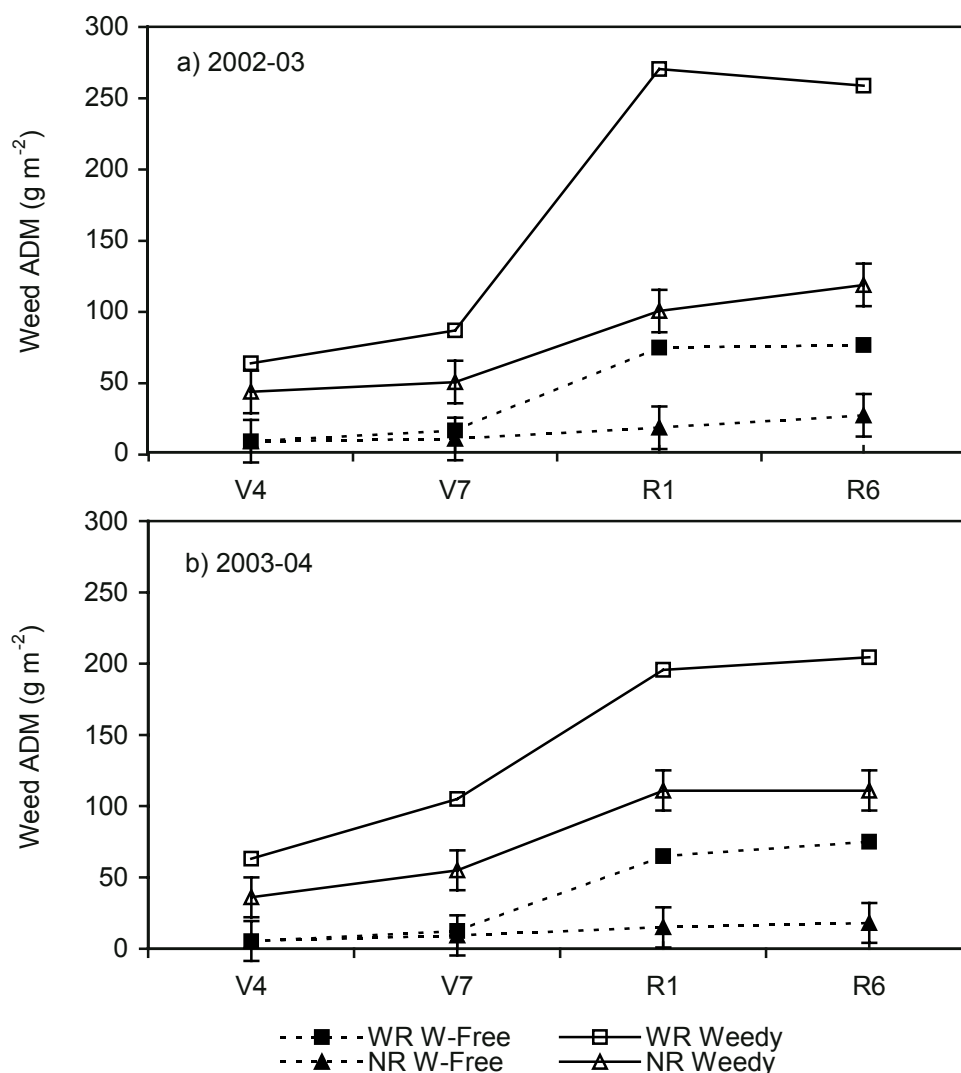 300
a) 2002-03
250
200
150
100
50
0
Weed ADM (g m-2)
V4 V7 R1 R6
300
b) 2003-04
250
200
150
100
50
0
Weed ADM (g m-2)
V4 V7 R1 R6
WR W-Free WR Weedy
NR W-Free NR Weedy